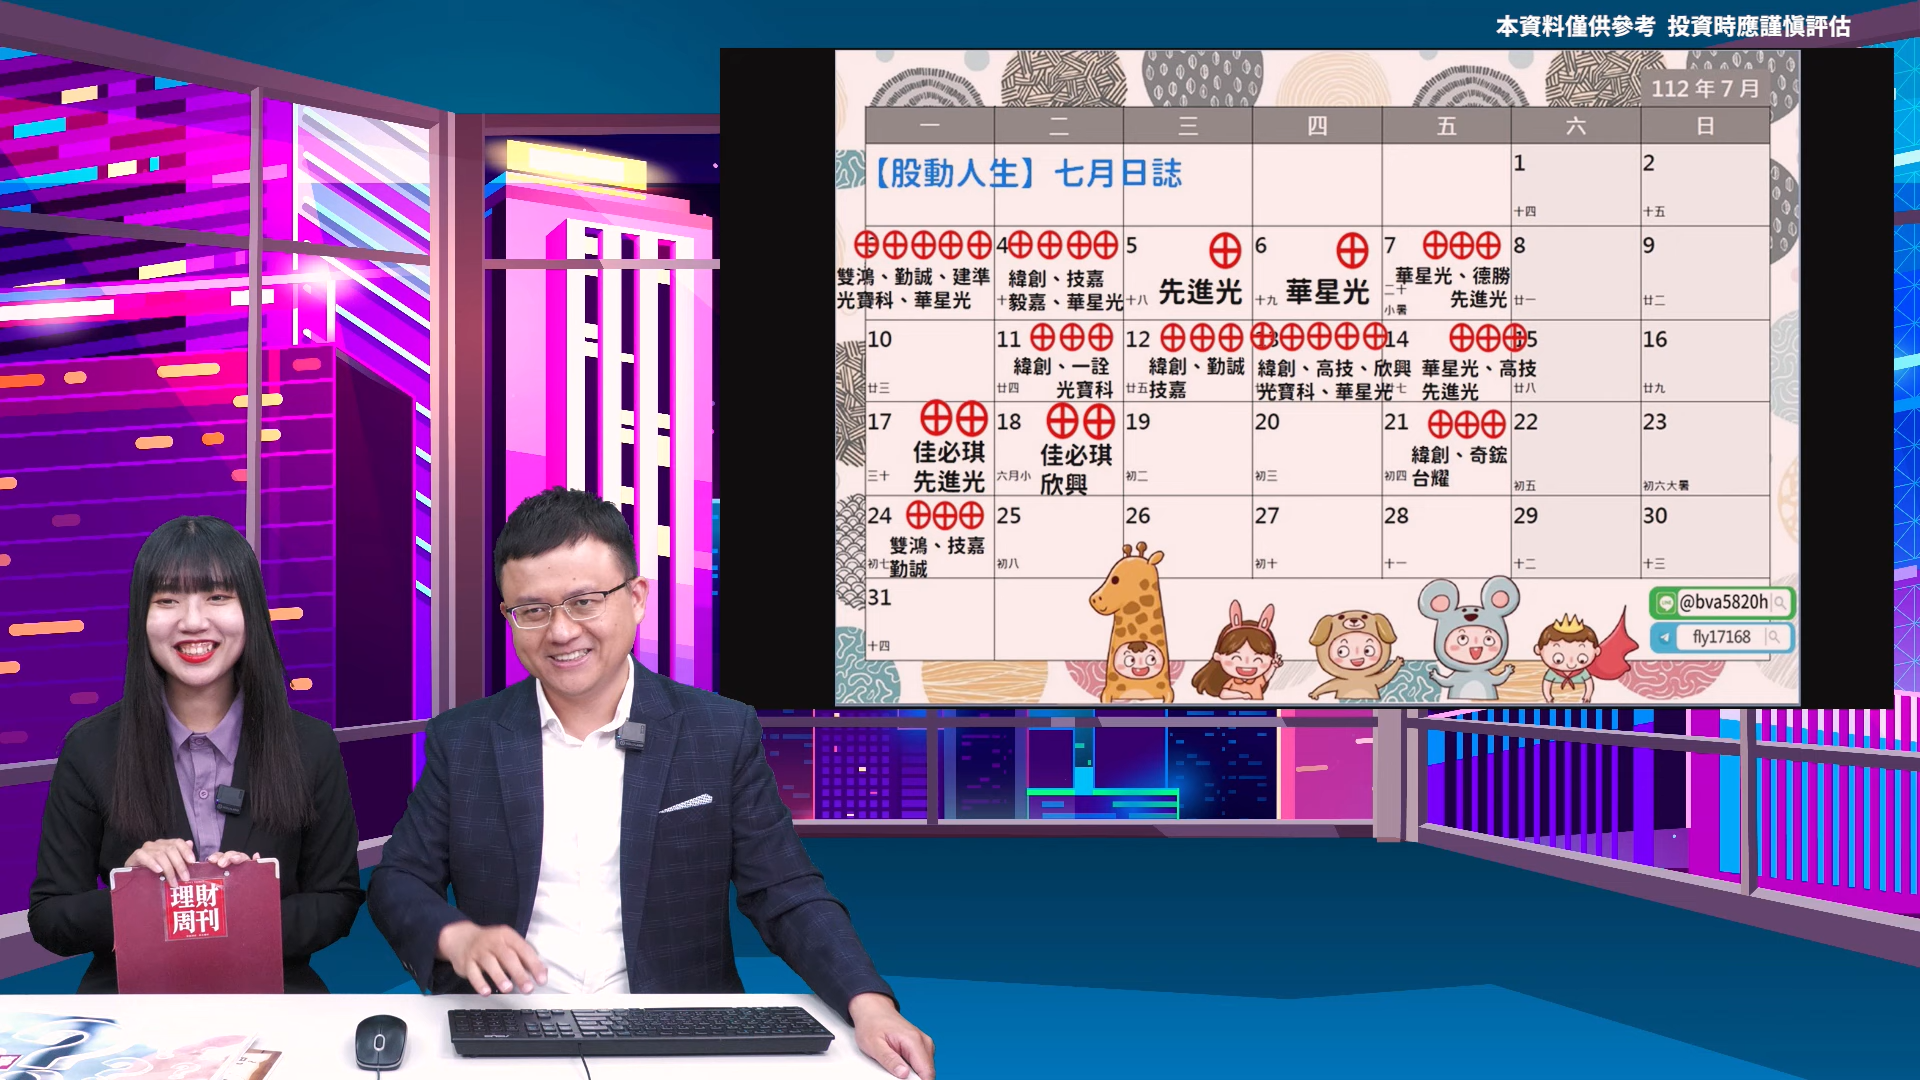 本資料僅供參考 投資時應謹慎評估
112 年 7 月
一 二 三 四 五 六 日
【股動人生】七月日誌
1 2
十四 十五
4 5 6 7 8 9
雙鴻、勤誠、建準
光寶科、華星光
緯創、技嘉
毅嘉、華星光
十八 先進光
十九 華星光
華星光、德勝
先進光
二十
小暑
廿一 廿二
10 11 12 13 14 15 16
緯創、一詮
光寶科
緯創、勤誠
技嘉
緯創、高技、欣興
光寶科、華星光
華星光、高技
先進光
廿三 廿四 廿五 廿八 廿九
17 18 19 20 21 22 23
佳必琪
先進光
佳必琪
欣興
緯創、奇鋐
台耀
三十 六月小 初二 初三 初四 初五 初六大暑
24 25 26 27 28 29 30
雙鴻、技嘉
勤誠
初七 初八 初十 十一 十二 十三
31
十四
LINE @bva5820h
fly17168
理財
周刊